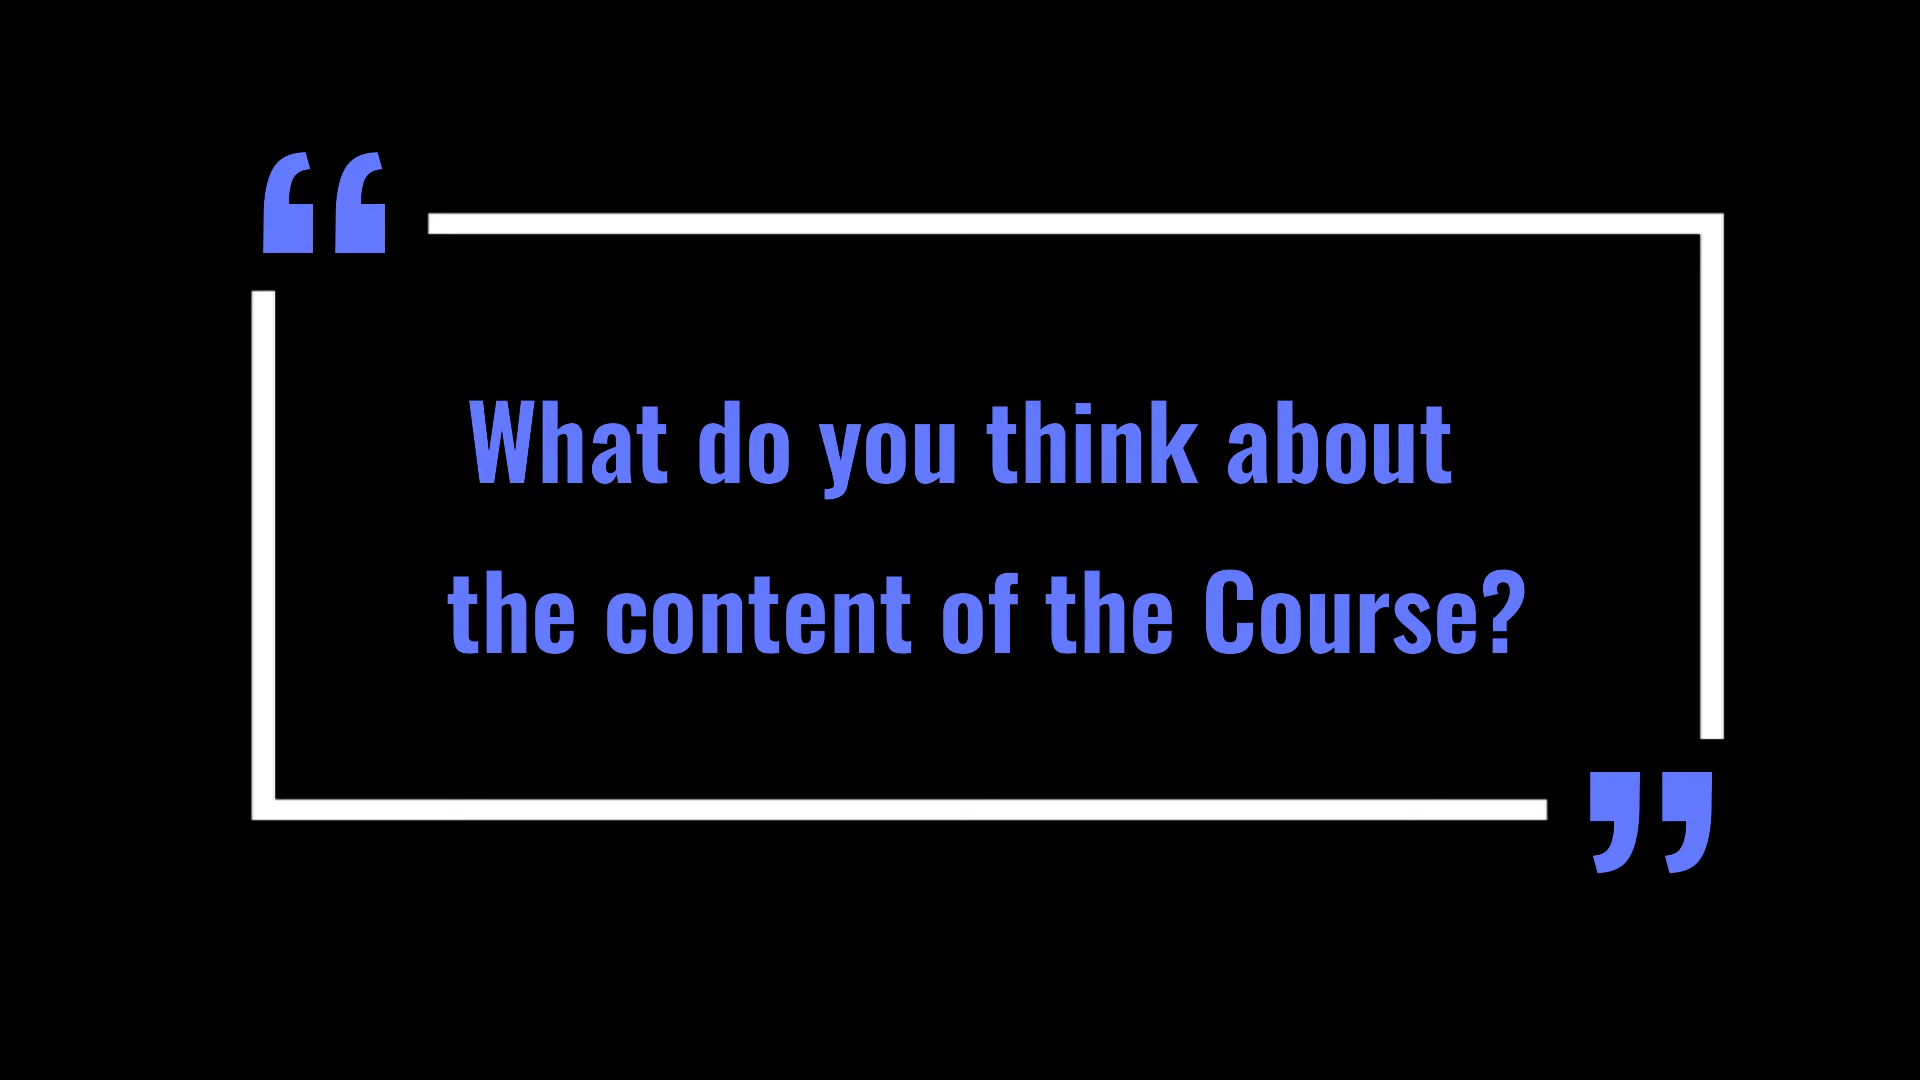 “
What do you think about
the content of the Course?
”